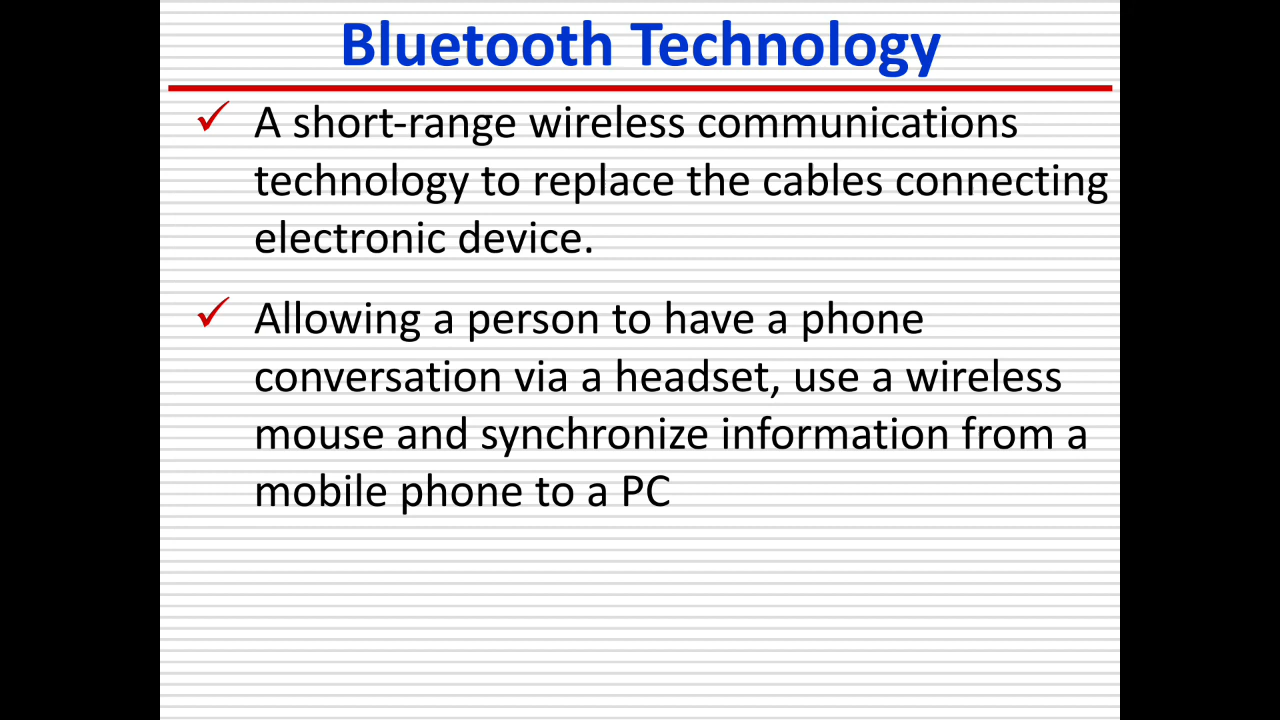 Bluetooth Technology
✓ A short-range wireless communications
technology to replace the cables connecting
electronic device.
✓ Allowing a person to have a phone
conversation via a headset, use a wireless
mouse and synchronize information from a
mobile phone to a PC